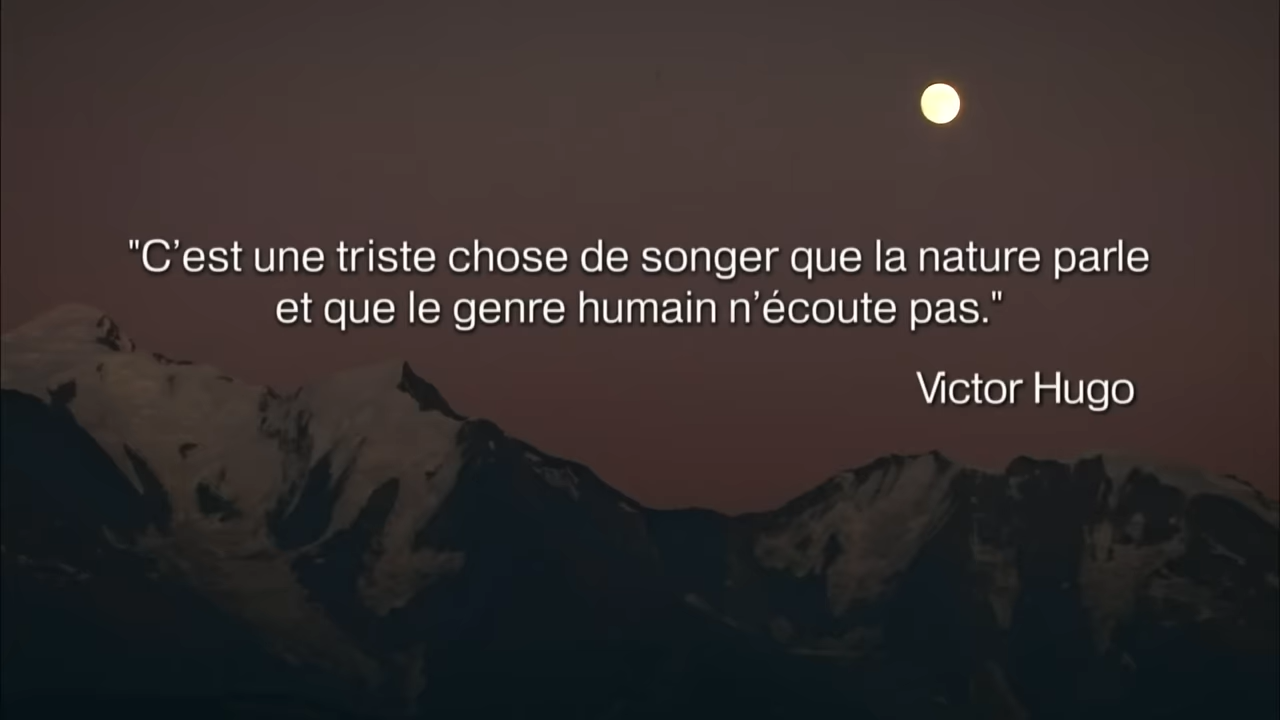 "C’est une triste chose de songer que la nature parle
et que le genre humain n’écoute pas."
Victor Hugo